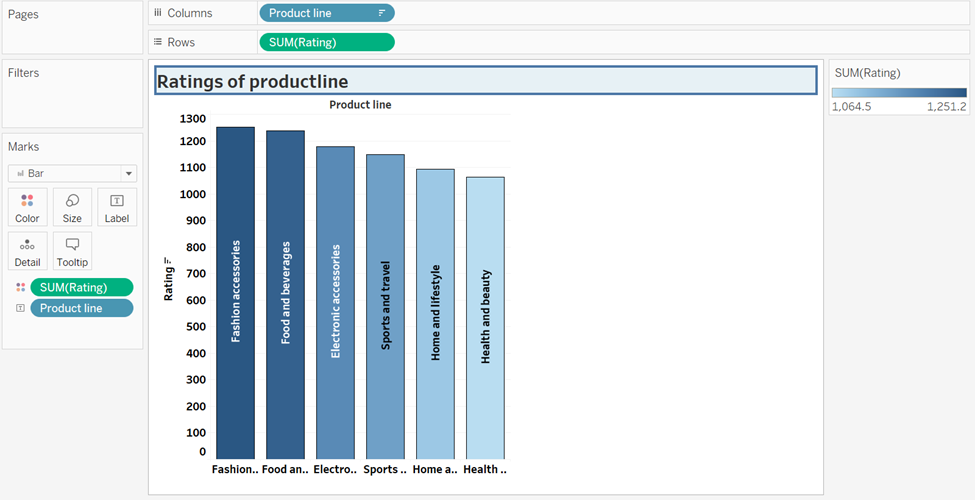 Pages
Columns
Product line
Rows
SUM(Rating)
Filters
Marks
Bar
Color
Size
Label
Detail
Tooltip
SUM(Rating)
Product line
Ratings of productline
Product line
Rating
1300
1200
1100
1000
900
800
700
600
500
400
300
200
100
0
Fashion accessories
Food and beverages
Electronic accessories
Sports and travel
Home and lifestyle
Health and beauty
Fashion.. Food an.. Electro.. Sports .. Home a.. Health ..
SUM(Rating)
1,064.5 1,251.2